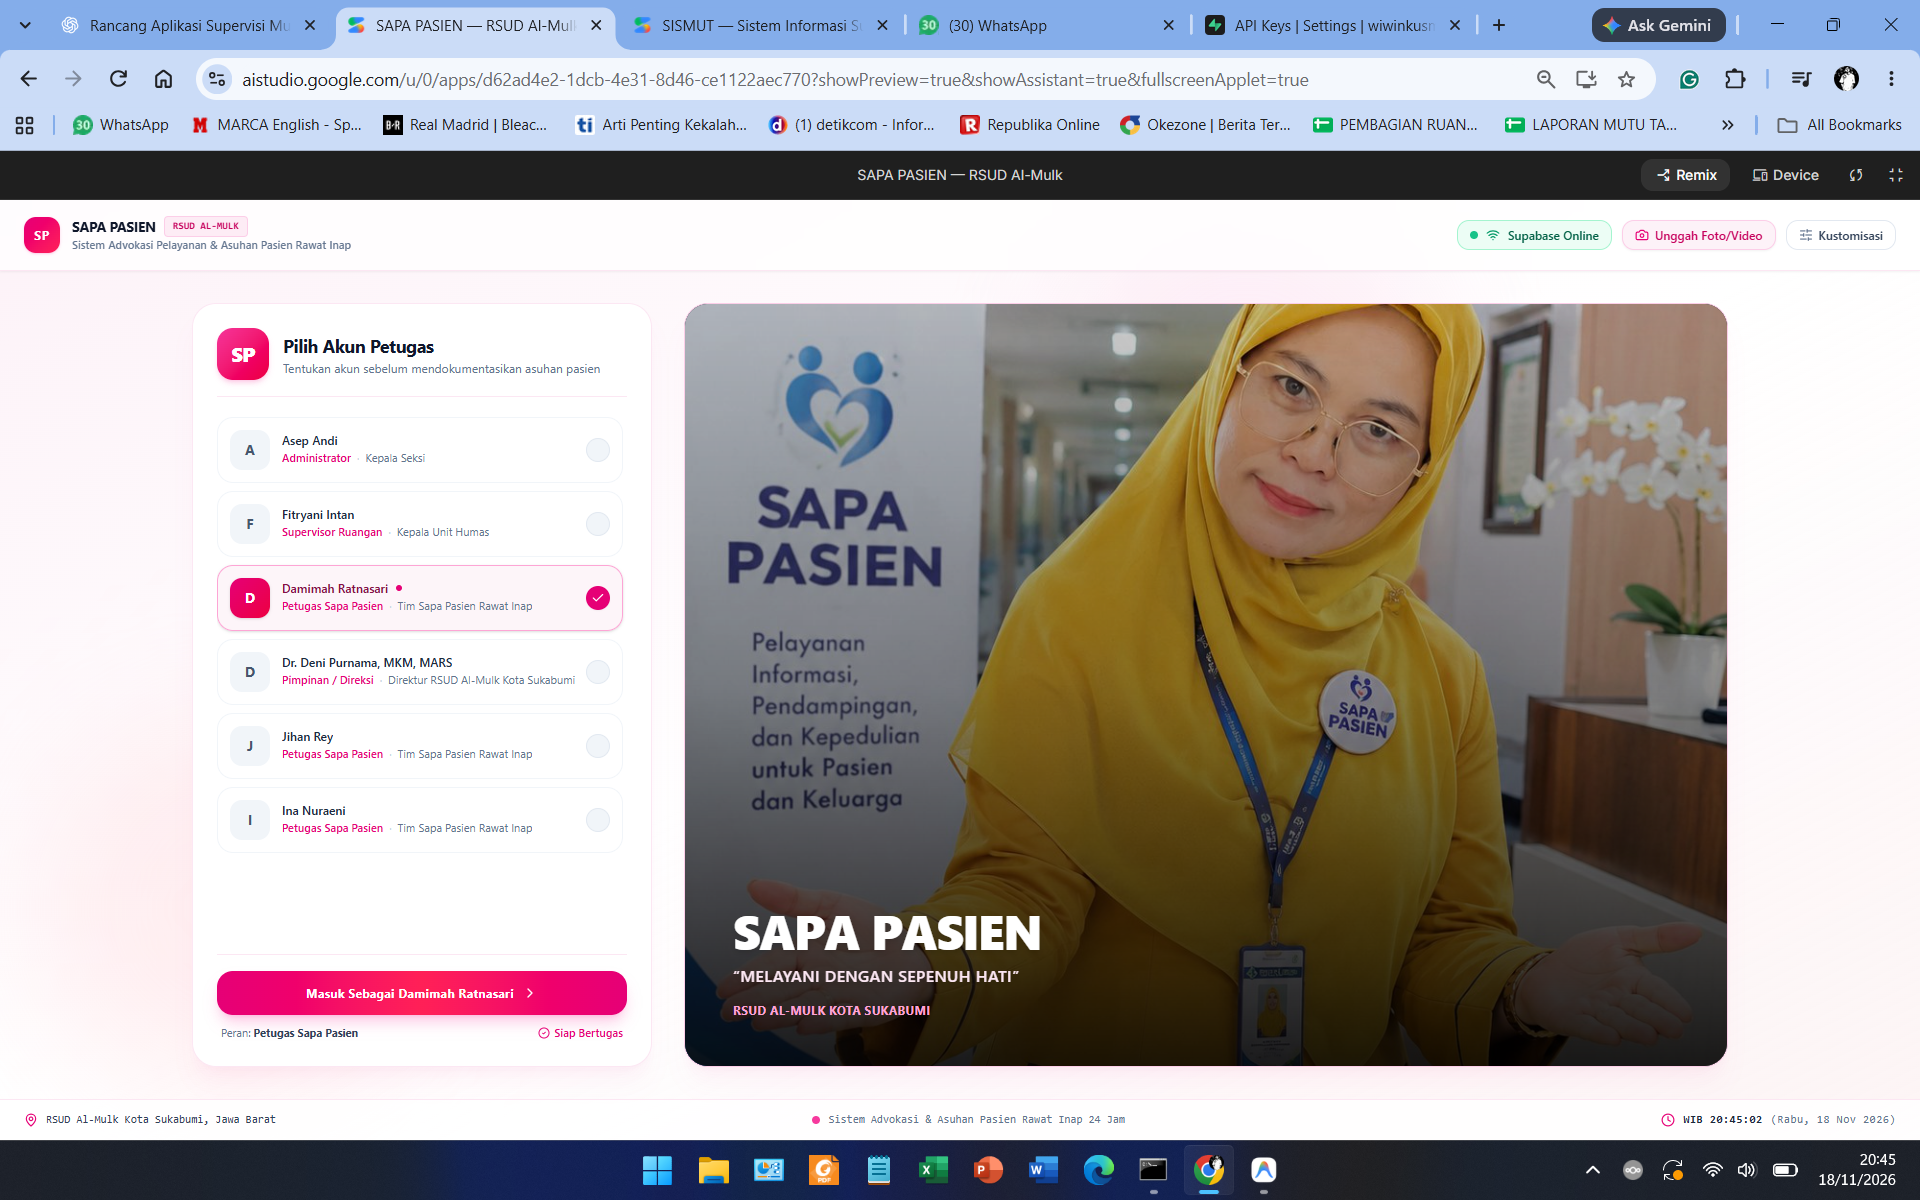 Rancang Aplikasi Supervisi Mu
SAPA PASIEN — RSUD Al-Mulk
SISMUT — Sistem Informasi Su
(30) WhatsApp
API Keys | Settings | wiwinkusn
Ask Gemini
aistudio.google.com/u/0/apps/d62ad4e2-1dcb-4e31-8d46-ce1122aec770?showPreview=true&showAssistant=true&fullscreenApplet=true
30 WhatsApp
MARCA English - Sp...
Real Madrid | Bleac...
Arti Penting Kekalah...
(1) detikcom - Infor...
Republika Online
Okezone | Berita Ter...
PEMBAGIAN RUAN...
LAPORAN MUTU TA...
All Bookmarks
SAPA PASIEN — RSUD Al-Mulk
Remix
Device
SP
SAPA PASIEN
RSUD AL-MULK
Sistem Advokasi Pelayanan & Asuhan Pasien Rawat Inap
Supabase Online
Unggah Foto/Video
Kustomisasi
SP
Pilih Akun Petugas
Tentukan akun sebelum mendokumentasikan asuhan pasien
A
Asep Andi
Administrator · Kepala Seksi
F
Fitryani Intan
Supervisor Ruangan · Kepala Unit Humas
D
Damimah Ratnasari
Petugas Sapa Pasien · Tim Sapa Pasien Rawat Inap
D
Dr. Deni Purnama, MKM, MARS
Pimpinan / Direksi · Direktur RSUD Al-Mulk Kota Sukabumi
J
Jihan Rey
Petugas Sapa Pasien · Tim Sapa Pasien Rawat Inap
I
Ina Nuraeni
Petugas Sapa Pasien · Tim Sapa Pasien Rawat Inap
Masuk Sebagai Damimah Ratnasari
Peran: Petugas Sapa Pasien
Siap Bertugas
SAPA
PASIEN
Pelayanan
Informasi,
Pendampingan,
dan Kepedulian
untuk Pasien
dan Keluarga
SAPA
PASIEN
SAPA PASIEN
“MELAYANI DENGAN SEPENUH HATI”
RSUD AL-MULK KOTA SUKABUMI
RSUD Al-Mulk Kota Sukabumi, Jawa Barat
Sistem Advokasi & Asuhan Pasien Rawat Inap 24 Jam
WIB 20:45:02 (Rabu, 18 Nov 2026)
20:45
18/11/2026